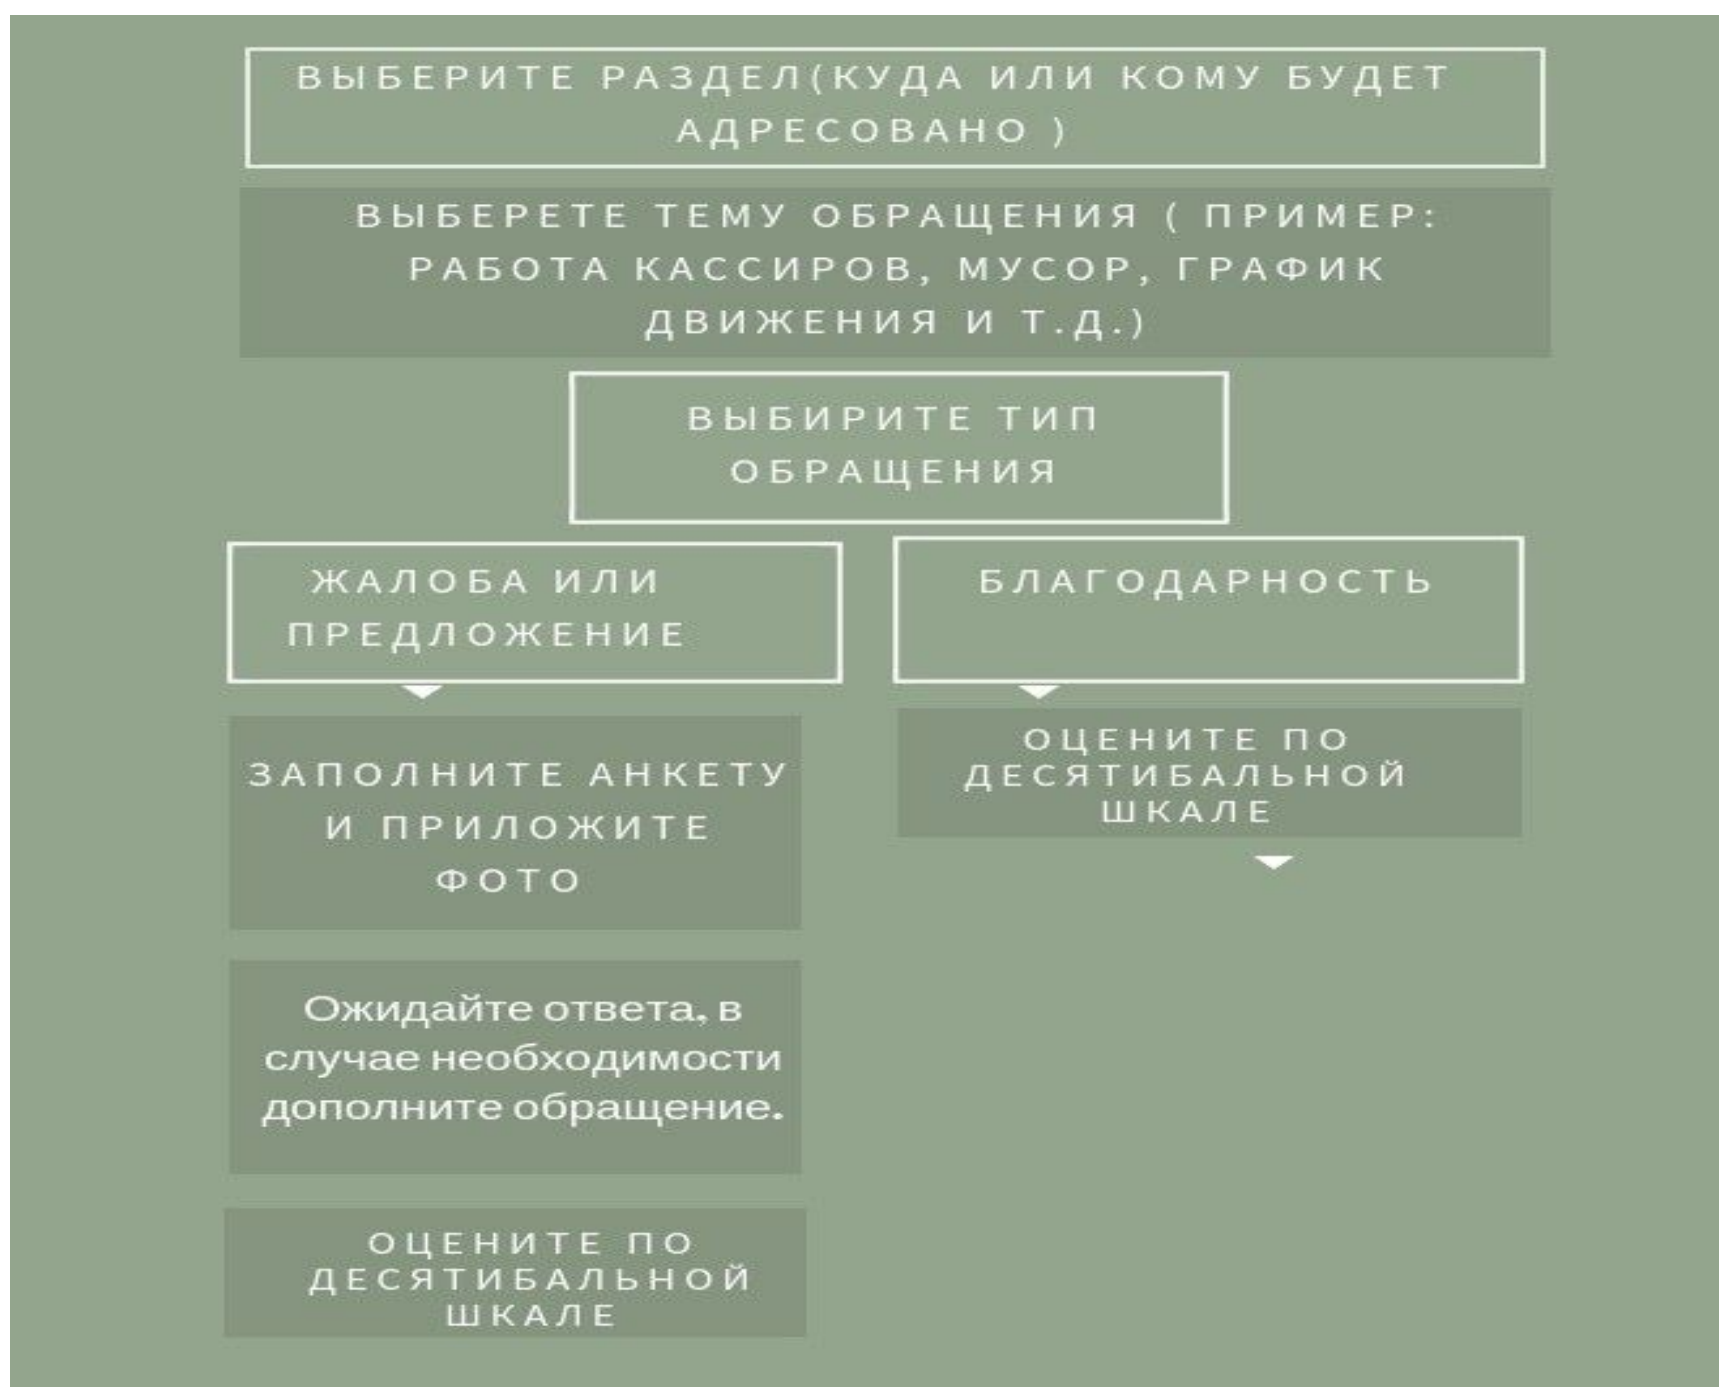 ВЫБЕРИТЕ РАЗДЕЛ(КУДА ИЛИ КОМУ БУДЕТ
АДРЕСОВАНО )
ВЫБЕРЕТЕ ТЕМУ ОБРАЩЕНИЯ ( ПРИМЕР:
РАБОТА КАССИРОВ, МУСОР, ГРАФИК
ДВИЖЕНИЯ И Т.Д.)
ВЫБИРИТЕ ТИП
ОБРАЩЕНИЯ
ЖАЛОБА ИЛИ
ПРЕДЛОЖЕНИЕ
ЗАПОЛНИТЕ АНКЕТУ
И ПРИЛОЖИТЕ
ФОТО
Ожидайте ответа, в
случае необходимости
дополните обращение.
ОЦЕНИТЕ ПО
ДЕСЯТИБАЛЬНОЙ
ШКАЛЕ
БЛАГОДАРНОСТЬ
ОЦЕНИТЕ ПО
ДЕСЯТИБАЛЬНОЙ
ШКАЛЕ